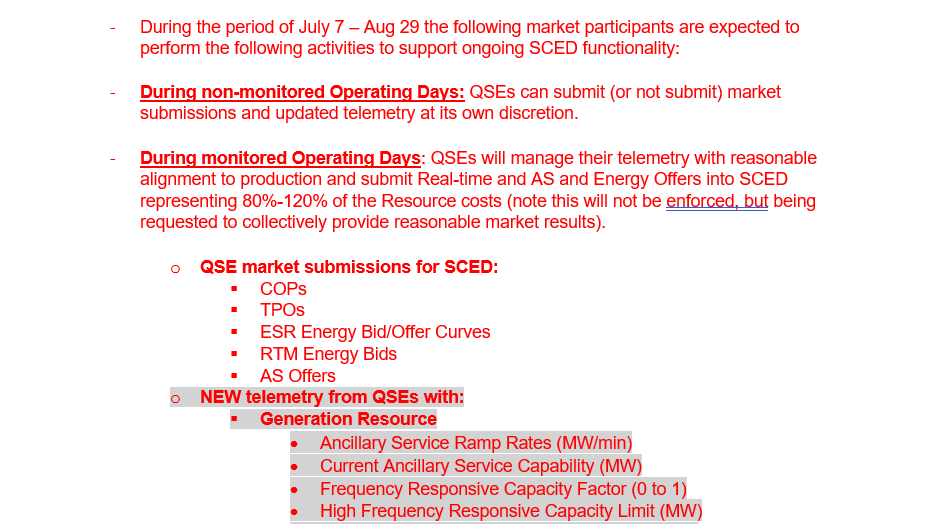 - During the period of July 7 – Aug 29 the following market participants are expected to
perform the following activities to support ongoing SCED functionality:
- During non-monitored Operating Days: QSEs can submit (or not submit) market
submissions and updated telemetry at its own discretion.
- During monitored Operating Days: QSEs will manage their telemetry with reasonable
alignment to production and submit Real-time and AS and Energy Offers into SCED
representing 80%-120% of the Resource costs (note this will not be enforced, but being
requested to collectively provide reasonable market results).
o QSE market submissions for SCED:
▪ COPs
▪ TPOs
▪ ESR Energy Bid/Offer Curves
▪ RTM Energy Bids
▪ AS Offers
o NEW telemetry from QSEs with:
▪ Generation Resource
• Ancillary Service Ramp Rates (MW/min)
• Current Ancillary Service Capability (MW)
• Frequency Responsive Capacity Factor (0 to 1)
• High Frequency Responsive Capacity Limit (MW)